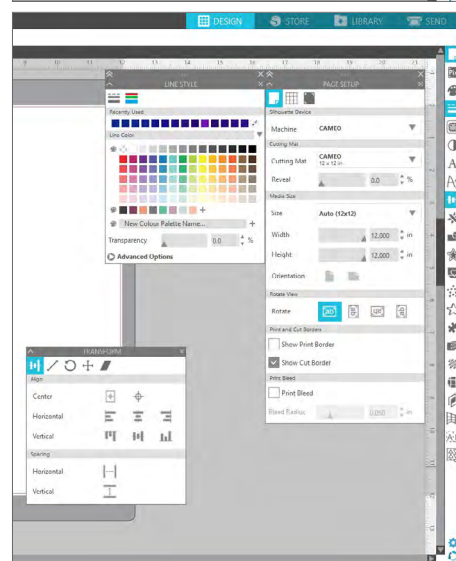 DESIGN STORE LIBRARY SEND
LINE STYLE
Recently Used
Line Color
New Colour Palette Name...
Transparency 0.0 %
Advanced Options
PAGE SETUP
Silhouette Device
Machine CAMEO
Cutting Mat
Cutting Mat CAMEO
12 x 12 in
Reveal 0.0 %
Media Size
Size Auto (12x12)
Width 12.000 in
Height 12.000 in
Orientation
Rotate View
Rotate
Print and Cut Borders
Show Print Border
Show Cut Border
Print Bleed
Print Bleed
Bleed Radius 0.050 in
TRANSFORM
Align
Center
Horizontal
Vertical
Spacing
Horizontal
Vertical